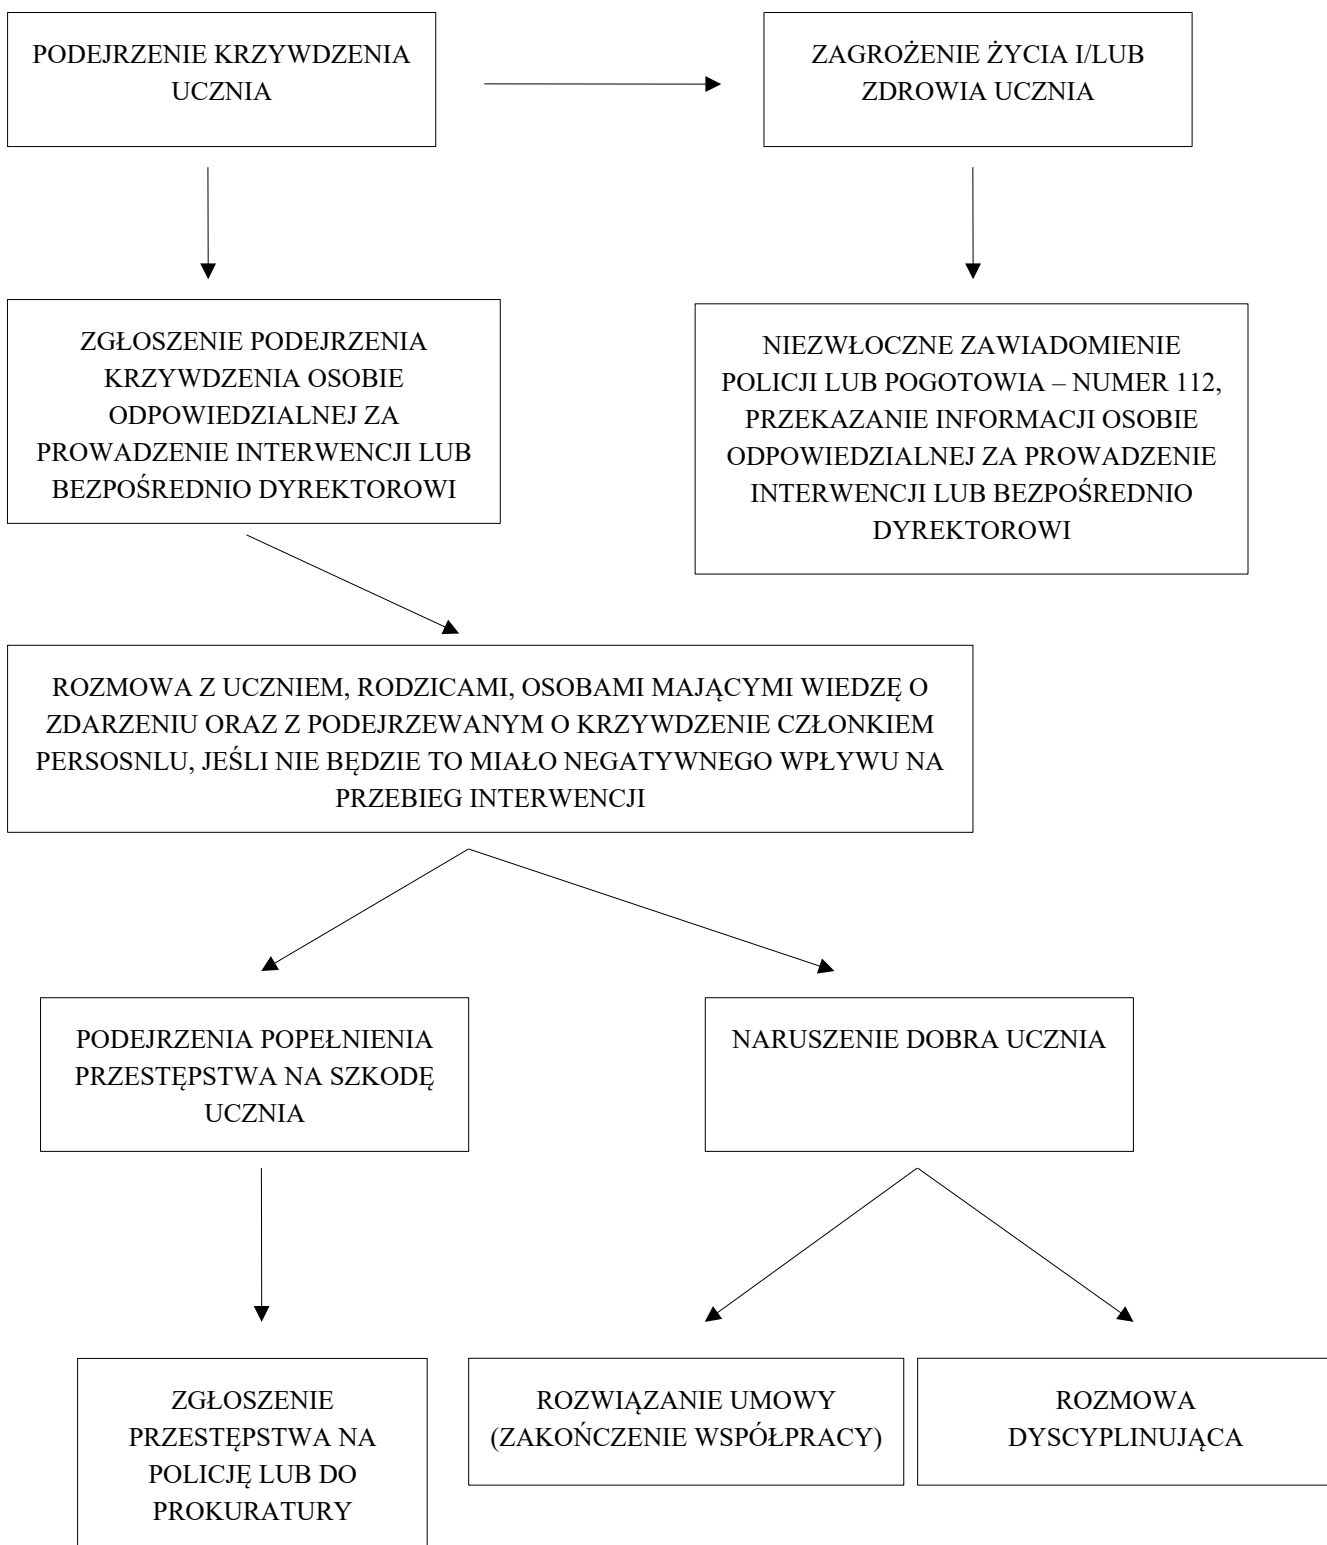 PODEJRZENIE KRZYWDZENIA
UCZNIA
ZAGROŻENIE ŻYCIA I/LUB
ZDROWIA UCZNIA
ZGŁOSZENIE PODEJRZENIA
KRZYWDZENIA OSOBIE
ODPOWIEDZIALNEJ ZA
PROWADZENIE INTERWENCJI LUB
BEZPOŚREDNIO DYREKTOROWI
NIEZWŁOCZNE ZAWIADOMIENIE
POLICJI LUB POGOTOWIA – NUMER 112,
PRZEKAZANIE INFORMACJI OSOBIE
ODPOWIEDZIALNEJ ZA PROWADZENIE
INTERWENCJI LUB BEZPOŚREDNIO
DYREKTOROWI
ROZMOWA Z UCZNIEM, RODZICAMI, OSOBAMI MAJĄCYMI WIEDZĘ O
ZDARZENIU ORAZ Z PODEJRZEWANYM O KRZYWDZENIE CZŁONKIEM
PERSOSNLU, JEŚLI NIE BĘDZIE TO MIAŁO NEGATYWNEGO WPŁYWU NA
PRZEBIEG INTERWENCJI
PODEJRZENIA POPEŁNIENIA
PRZESTĘPSTWA NA SZKODĘ
UCZNIA
NARUSZENIE DOBRA UCZNIA
ZGŁOSZENIE
PRZESTĘPSTWA NA
POLICJĘ LUB DO
PROKURATURY
ROZWIĄZANIE UMOWY
(ZAKOŃCZENIE WSPÓŁPRACY)
ROZMOWA
DYSCYPLINUJĄCA